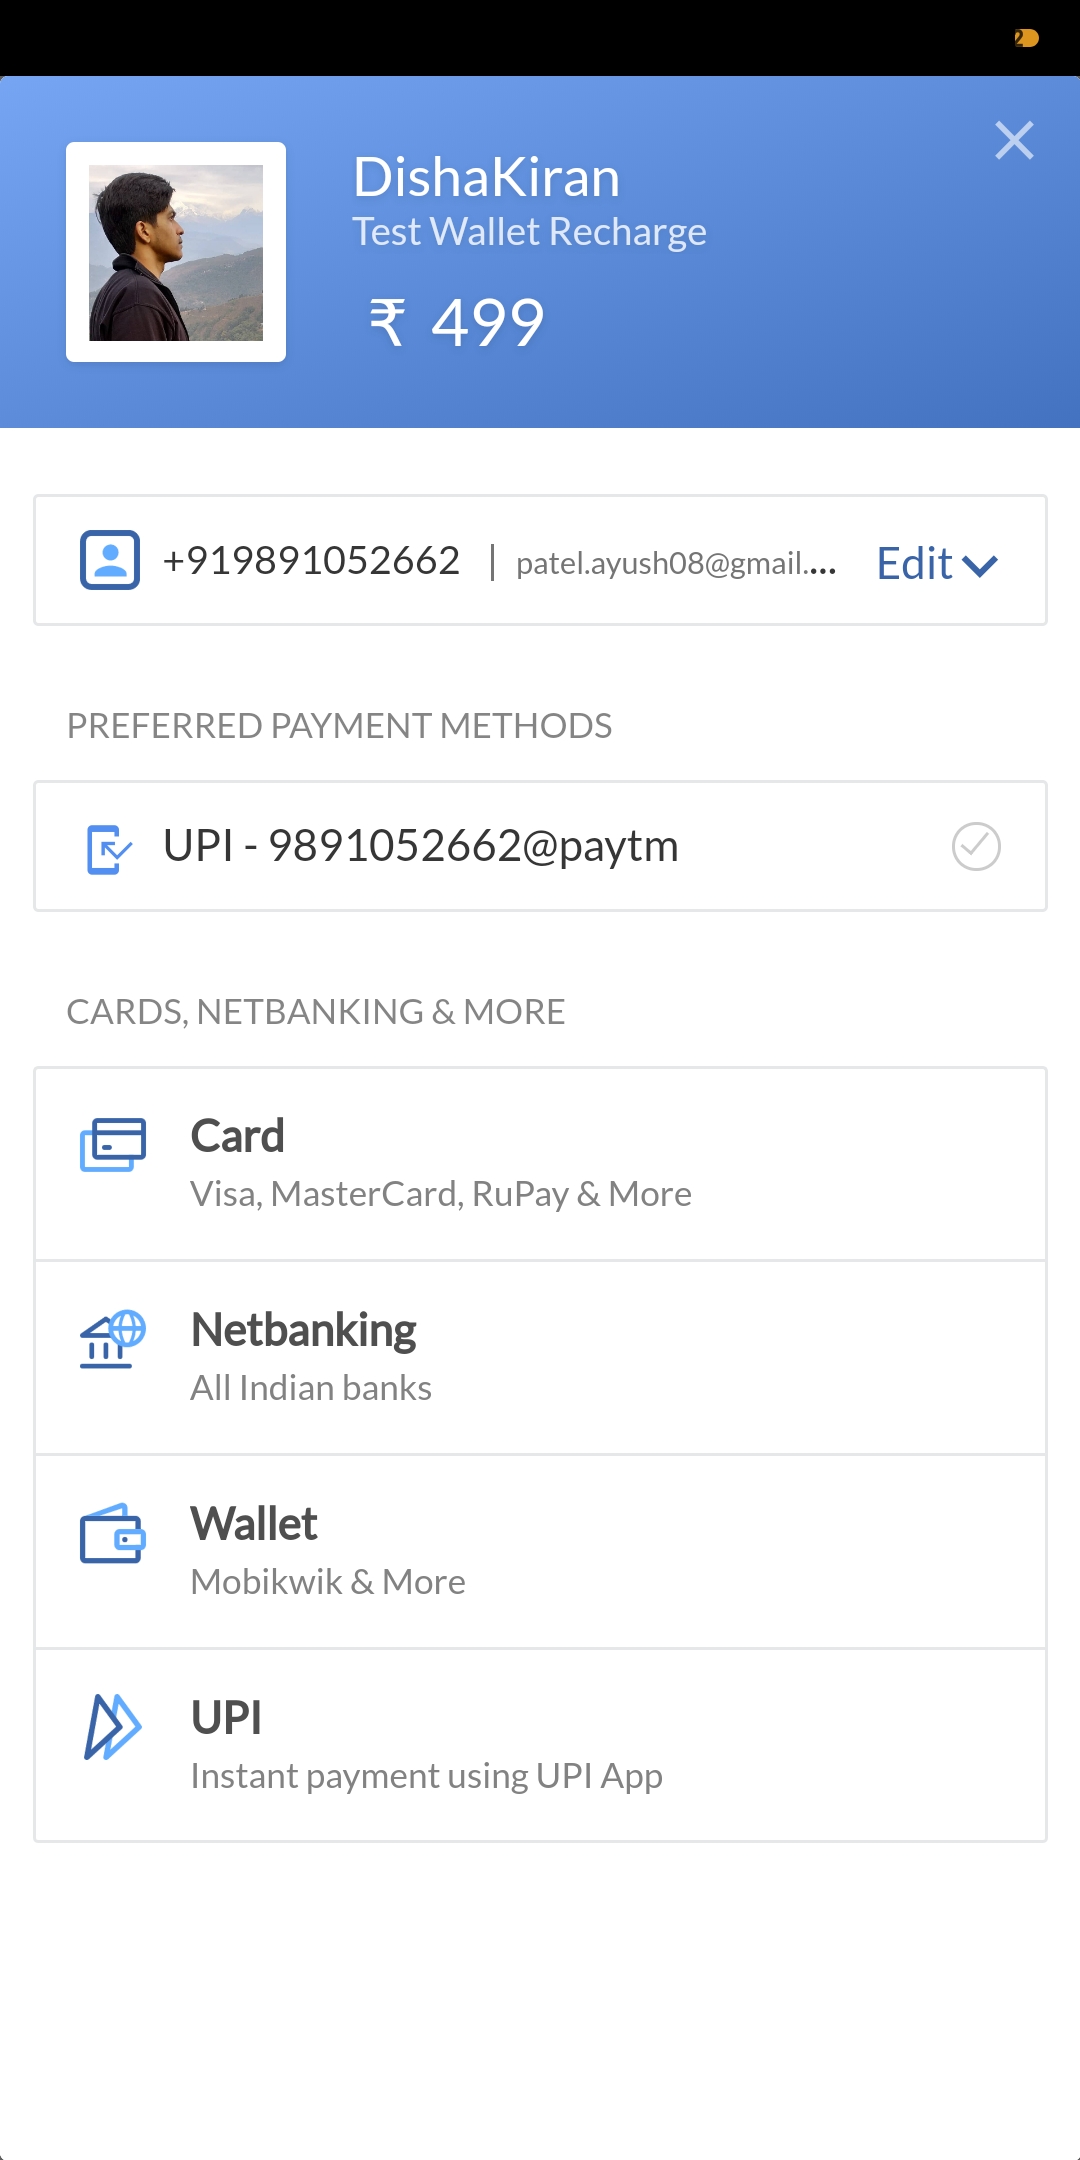 DishaKiran
Test Wallet Recharge
₹ 499
+919891052662 | patel.ayush08@gmail.... Edit
PREFERRED PAYMENT METHODS
UPI - 9891052662@paytm
CARDS, NETBANKING & MORE
Card
Visa, MasterCard, RuPay & More
Netbanking
All Indian banks
Wallet
Mobikwik & More
UPI
Instant payment using UPI App